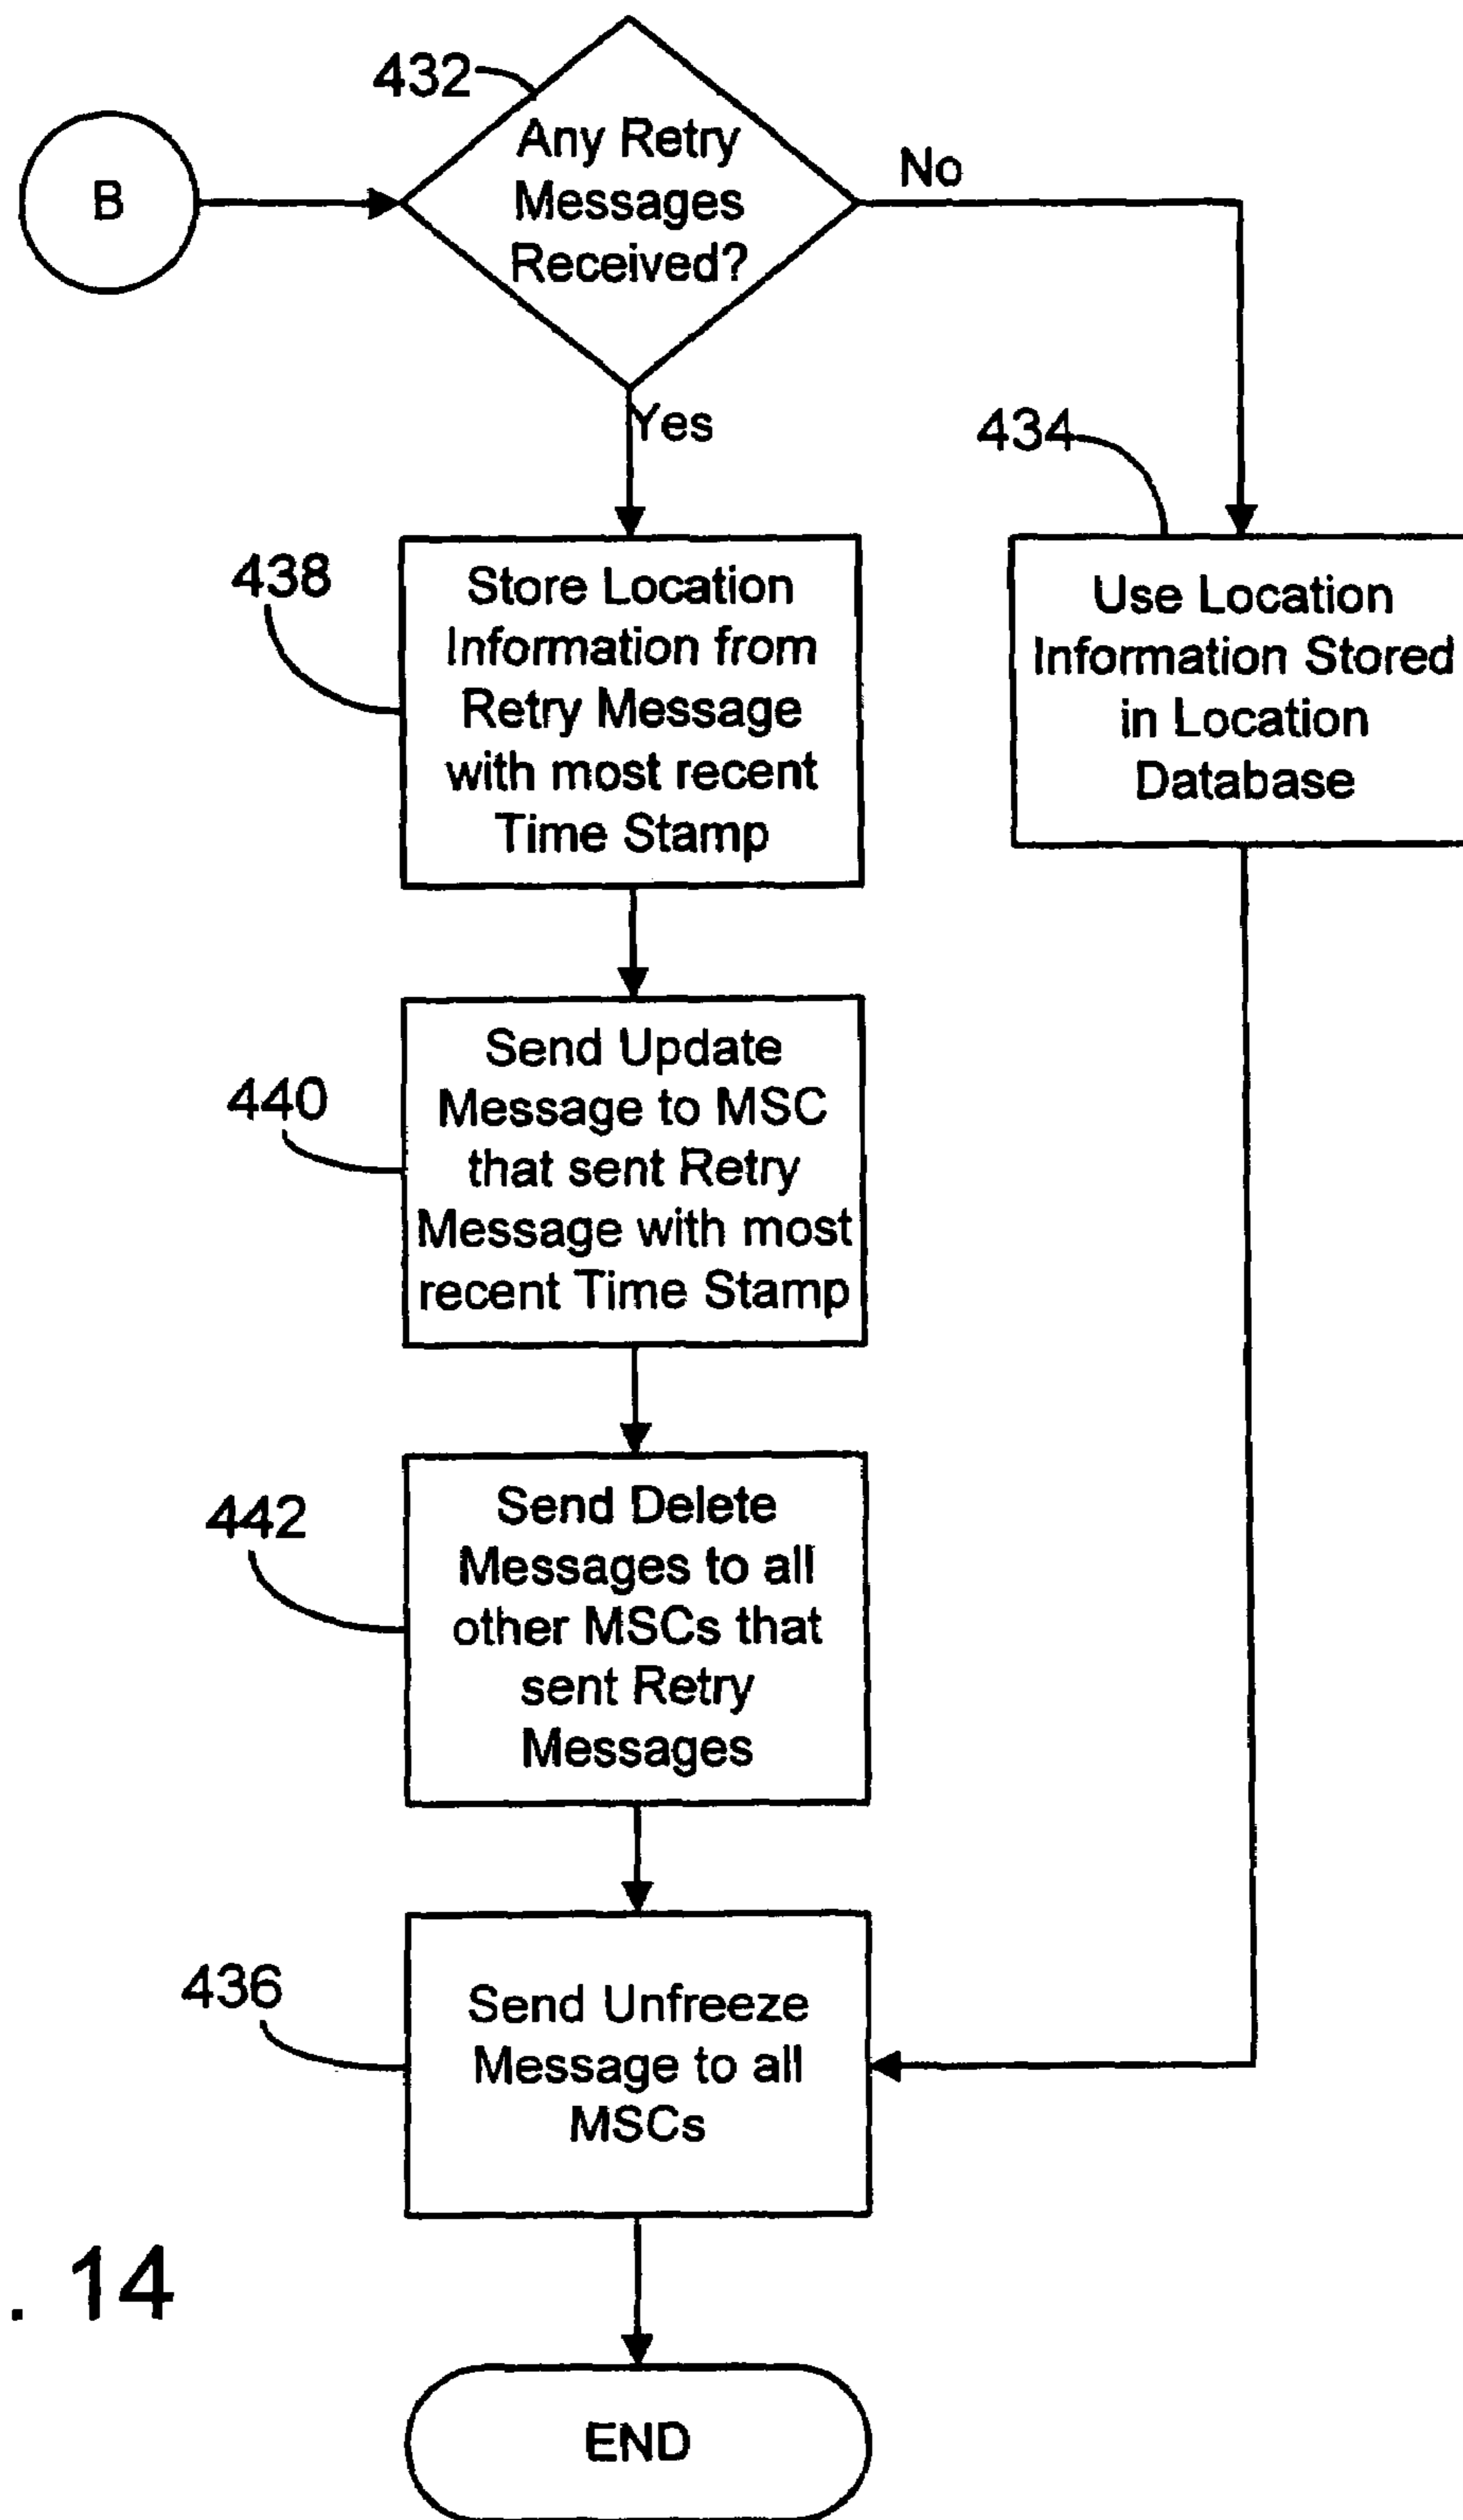 432
Any Retry
Messages
Received?
B
No
Yes
434
438
Store Location
Information from
Retry Message
with most recent
Time Stamp
Use Location
Information Stored
in Location
Database
440
Send Update
Message to MSC
that sent Retry
Message with most
recent Time Stamp
442
Send Delete
Messages to all
other MSCs that
sent Retry
Messages
436
Send Unfreeze
Message to all
MSCs
. 14
END